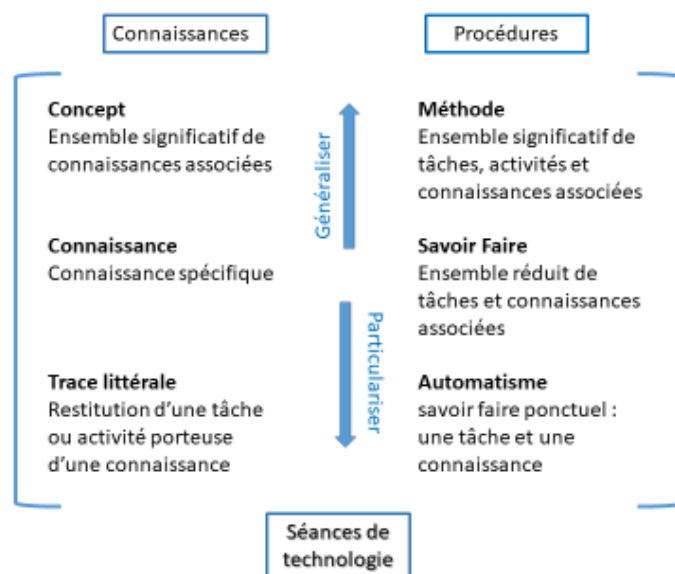 Connaissances
Procédures
Concept
Ensemble significatif de
connaissances associées
Connaissance
Connaissance spécifique
Trace littérale
Restitution d'une tâche
ou activité porteuse
d'une connaissance
Généraliser
Particulariser
Méthode
Ensemble significatif de
tâches, activités et
connaissances associées
Savoir Faire
Ensemble réduit de
tâches et connaissances
associées
Automatisme
savoir faire ponctuel :
une tâche et une
connaissance
Séances de
technologie